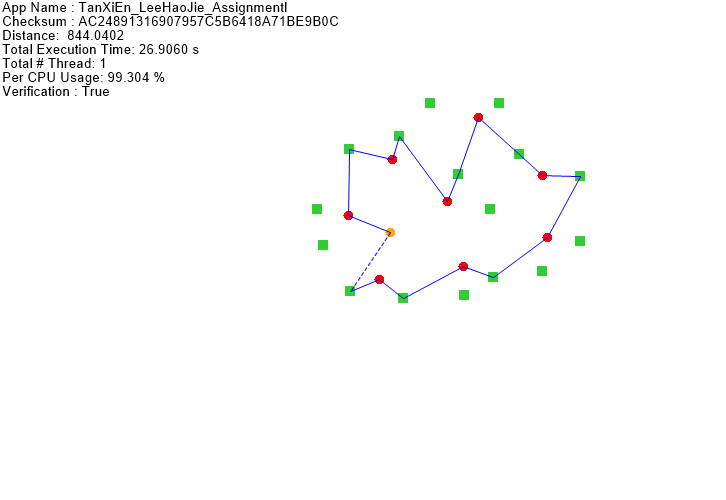 App Name : TanXiEn_LeeHaoJie_AssignmentI
Checksum : AC24891316907957C5B6418A71BE9B0C
Distance:  844.0402
Total Execution Time: 26.9060 s
Total # Thread: 1
Per CPU Usage: 99.304 %
Verification : True